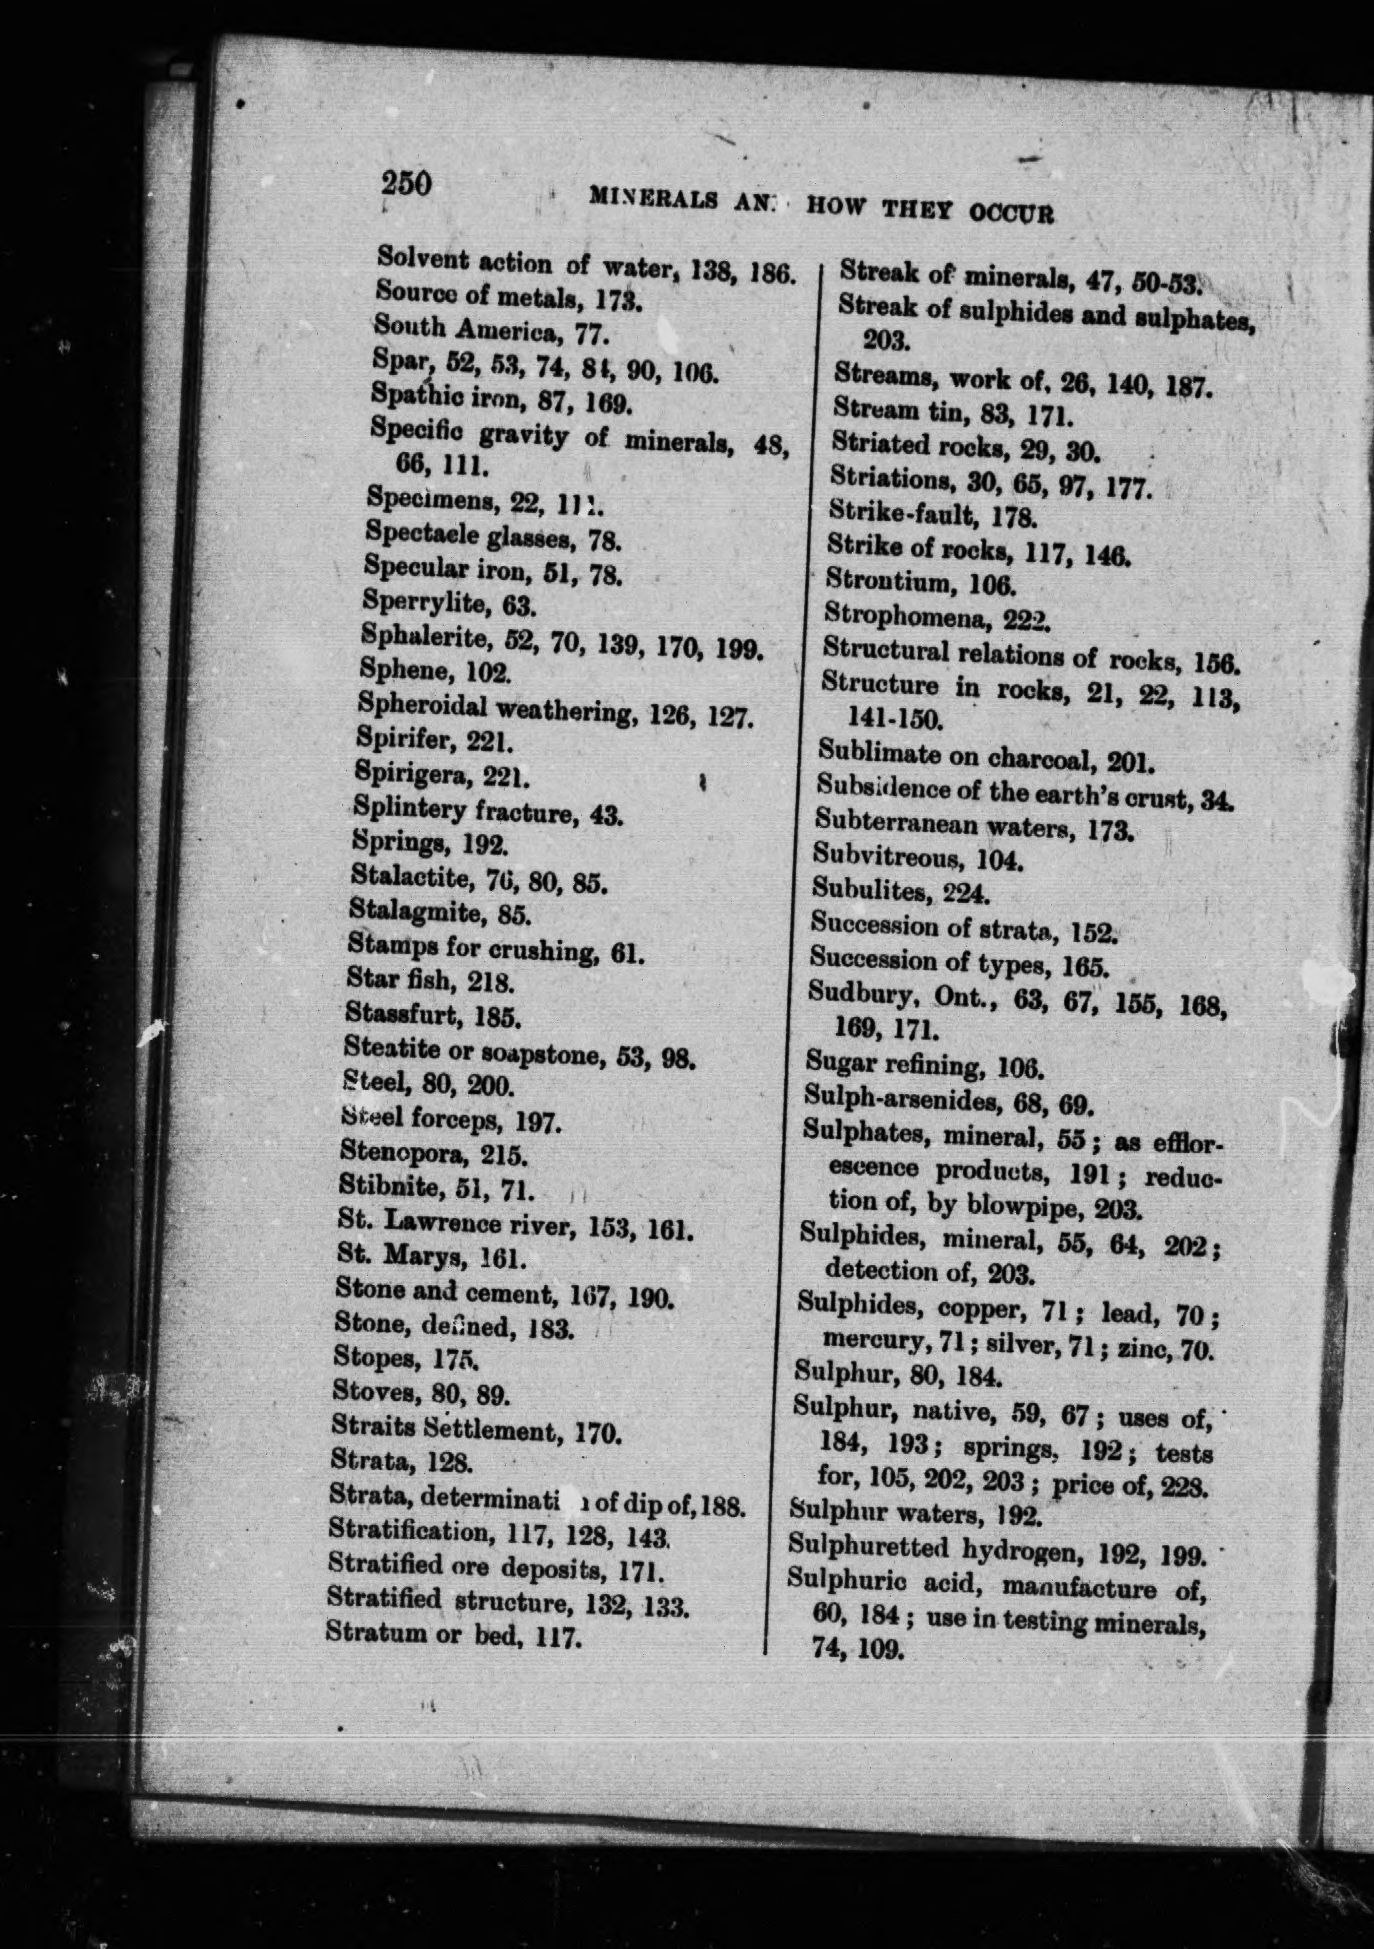 250
MINERALS AN HOW THEY OCCUR
Solvent action of water, 138, 186.
Source of metals, 173.
South America, 77.
Spar, 52, 53, 74, 84, 90, 106.
Spathic iron, 87, 169.
Specific gravity of minerals, 48,
66, 111.
Specimens, 22, 111.
Spectacle glasses, 78.
Specular iron, 51, 78.
Sperrylite, 63.
Sphalerite, 52, 70, 139, 170, 199.
Sphene, 102.
Spheroidal weathering, 126, 127.
Spirifer, 221.
Spirigera, 221.
Splintery fracture, 43.
Springs, 192.
Stalactite, 76, 80, 85.
Stalagmite, 85.
Stamps for crushing, 61.
Star fish, 218.
Stassfurt, 185.
Steatite or soapstone, 53, 98.
Steel, 80, 200.
Steel forceps, 197.
Stenopora, 215.
Stibnite, 51, 71.
St. Lawrence river, 153, 161.
St. Marys, 161.
Stone and cement, 167, 190.
Stone, defined, 183.
Stopes, 175.
Stoves, 80, 89.
Straits Settlement, 170.
Strata, 128.
Strata, determination of dip of, 188.
Stratification, 117, 128, 143.
Stratified ore deposits, 171.
Stratified structure, 132, 133.
Stratum or bed, 117.
Streak of minerals, 47, 50-53.
Streak of sulphides and sulphates,
203.
Streams, work of, 26, 140, 187.
Stream tin, 83, 171.
Striated rocks, 29, 30.
Striations, 30, 65, 97, 177.
Strike-fault, 178.
Strike of rocks, 117, 146.
Strontium, 106.
Strophomena, 222.
Structural relations of rocks, 156.
Structure in rocks, 21, 22, 113,
141-150.
Sublimate on charcoal, 201.
Subsidence of the earth's crust, 34.
Subterranean waters, 173.
Subvitreous, 104.
Subulites, 224.
Succession of strata, 152.
Succession of types, 165.
Sudbury, Ont., 63, 67, 155, 168,
169, 171.
Sugar refining, 106.
Sulph-arsenides, 68, 69.
Sulphates, mineral, 55; as efflor-
escence products, 191; reduc-
tion of, by blowpipe, 203.
Sulphides, mineral, 55, 64, 202;
detection of, 203.
Sulphides, copper, 71; lead, 70;
mercury, 71; silver, 71; zinc, 70.
Sulphur, 80, 184.
Sulphur, native, 59, 67; uses of,
184, 193; springs, 192; tests
for, 105, 202, 203; price of, 228.
Sulphur waters, 192.
Sulphuretted hydrogen, 192, 199.
Sulphuric acid, manufacture of,
60, 184; use in testing minerals,
74, 109.